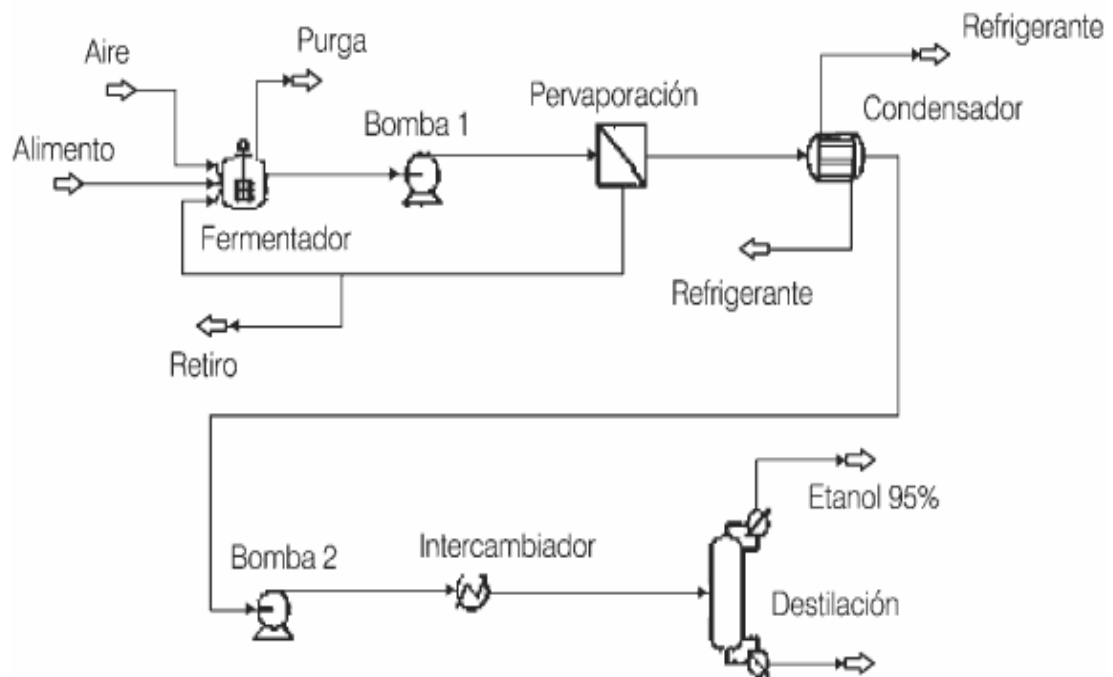 Aire
Purga
Refrigerante
Alimento
Bomba 1
Pervaporación
Condensador
Fermentador
Refrigerante
Retiro
Etanol 95%
Bomba 2
Intercambiador
Destilación